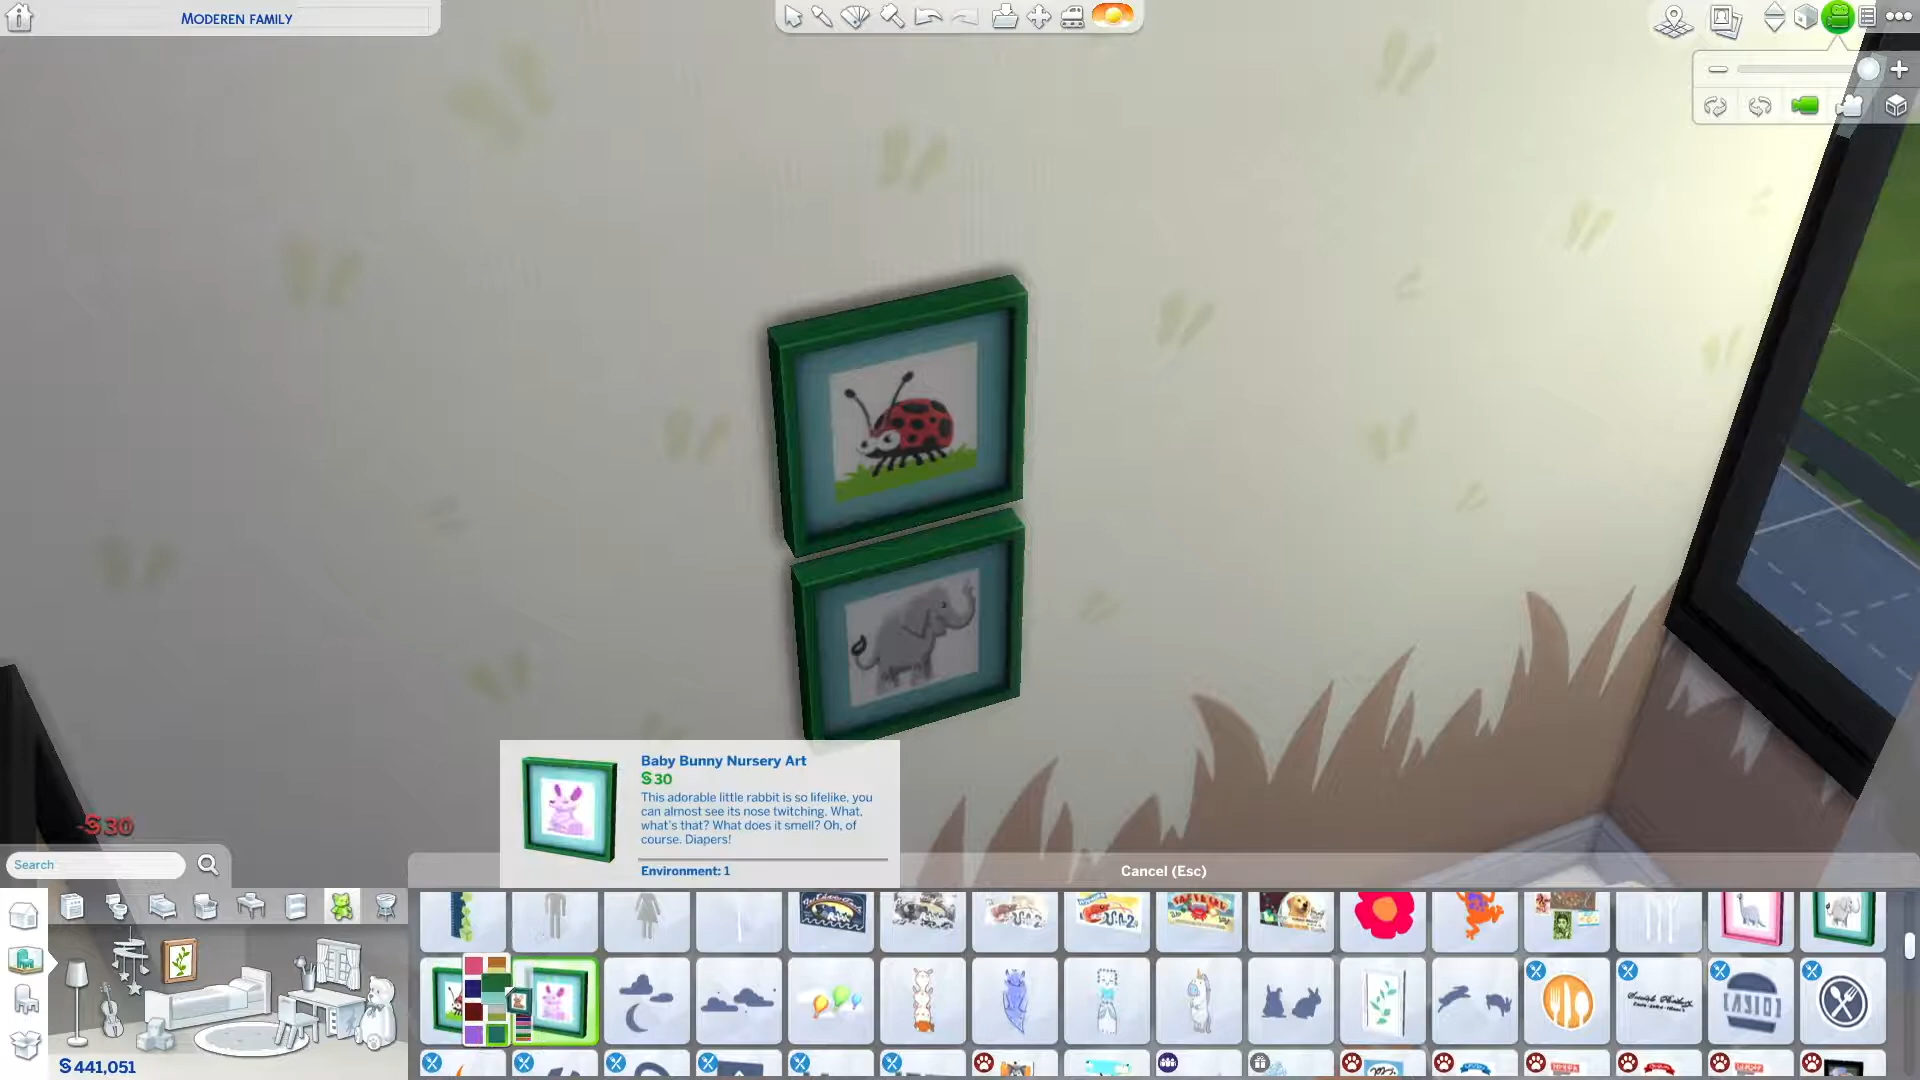 MODEREN FAMILY
Baby Bunny Nursery Art
§30
This adorable little rabbit is so lifelike, you
can almost see its nose twitching. What,
what's that? What does it smell? Oh, of
course. Diapers!
Environment: 1
-§30
Search
Cancel (Esc)
§441,051